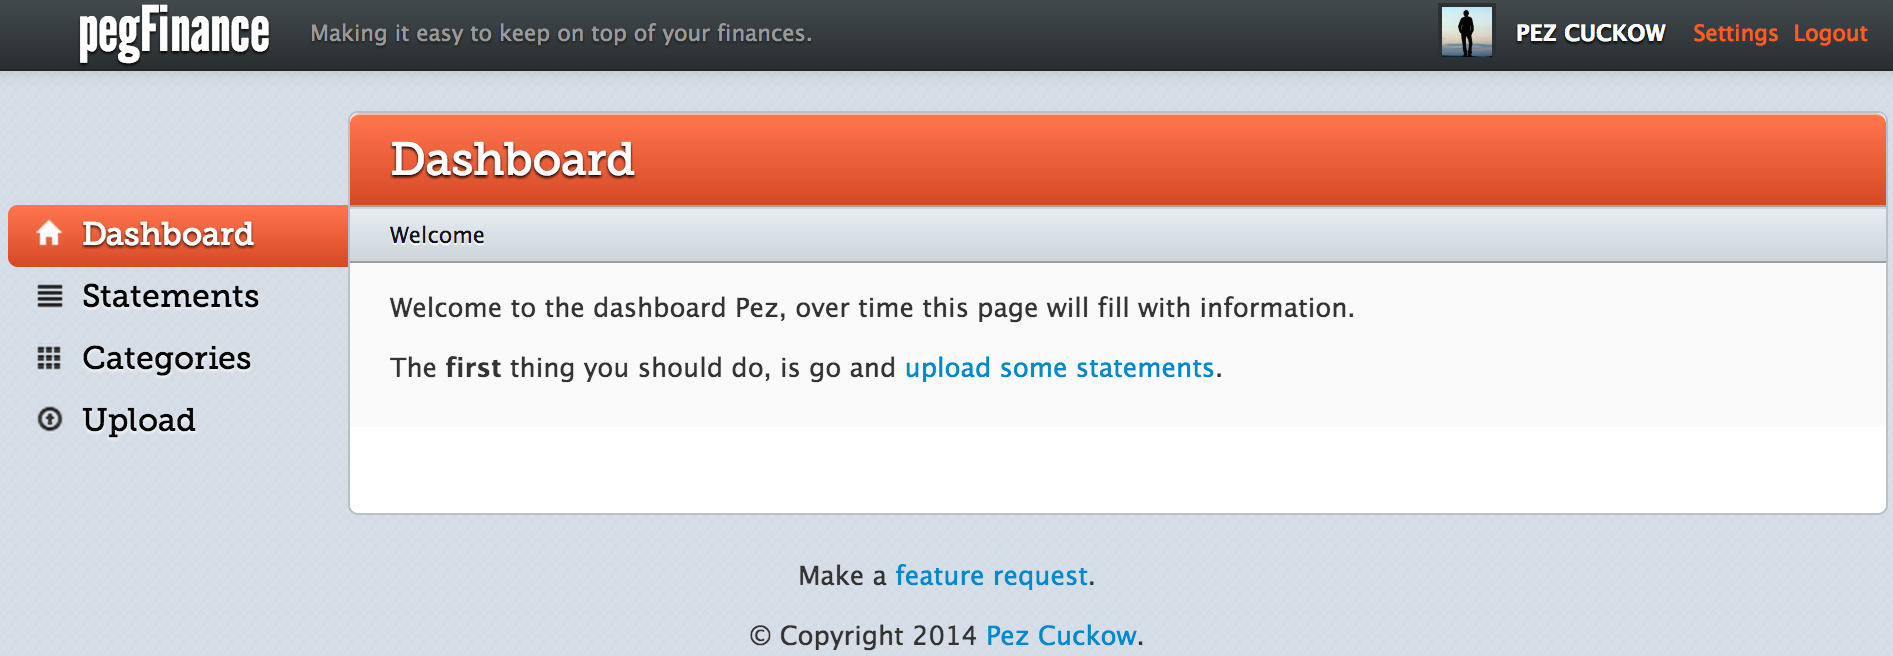 pegFinance
Making it easy to keep on top of your finances.
PEZ CUCKOW
Settings
Logout
Dashboard
Dashboard
Statements
Categories
Upload
Welcome
Welcome to the dashboard Pez, over time this page will fill with information.
The first thing you should do, is go and upload some statements.
Make a feature request.
© Copyright 2014 Pez Cuckow.